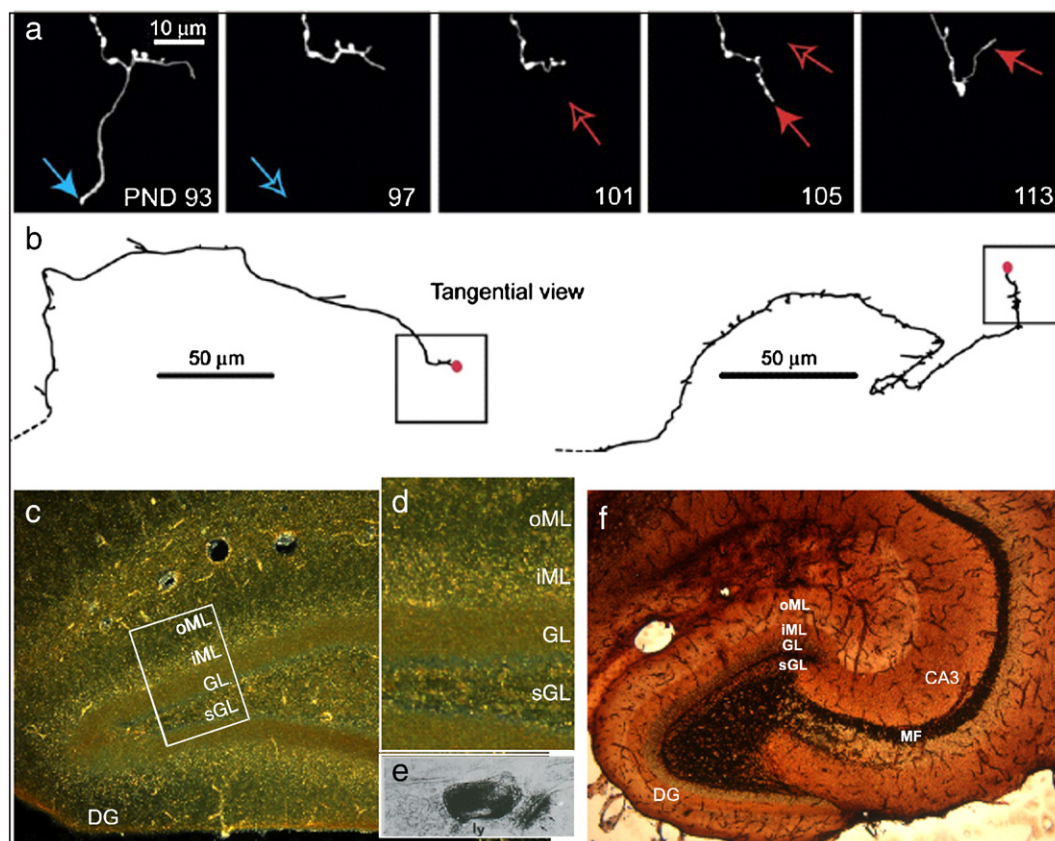 a
10 μm
PND 93
97
101
105
113
b
Tangential view
50 μm
50 μm
c
oML
iML
GL
sGL
DG
d
oML
iML
GL
sGL
e
ly
f
oML
iML
GL
sGL
CA3
MF
DG